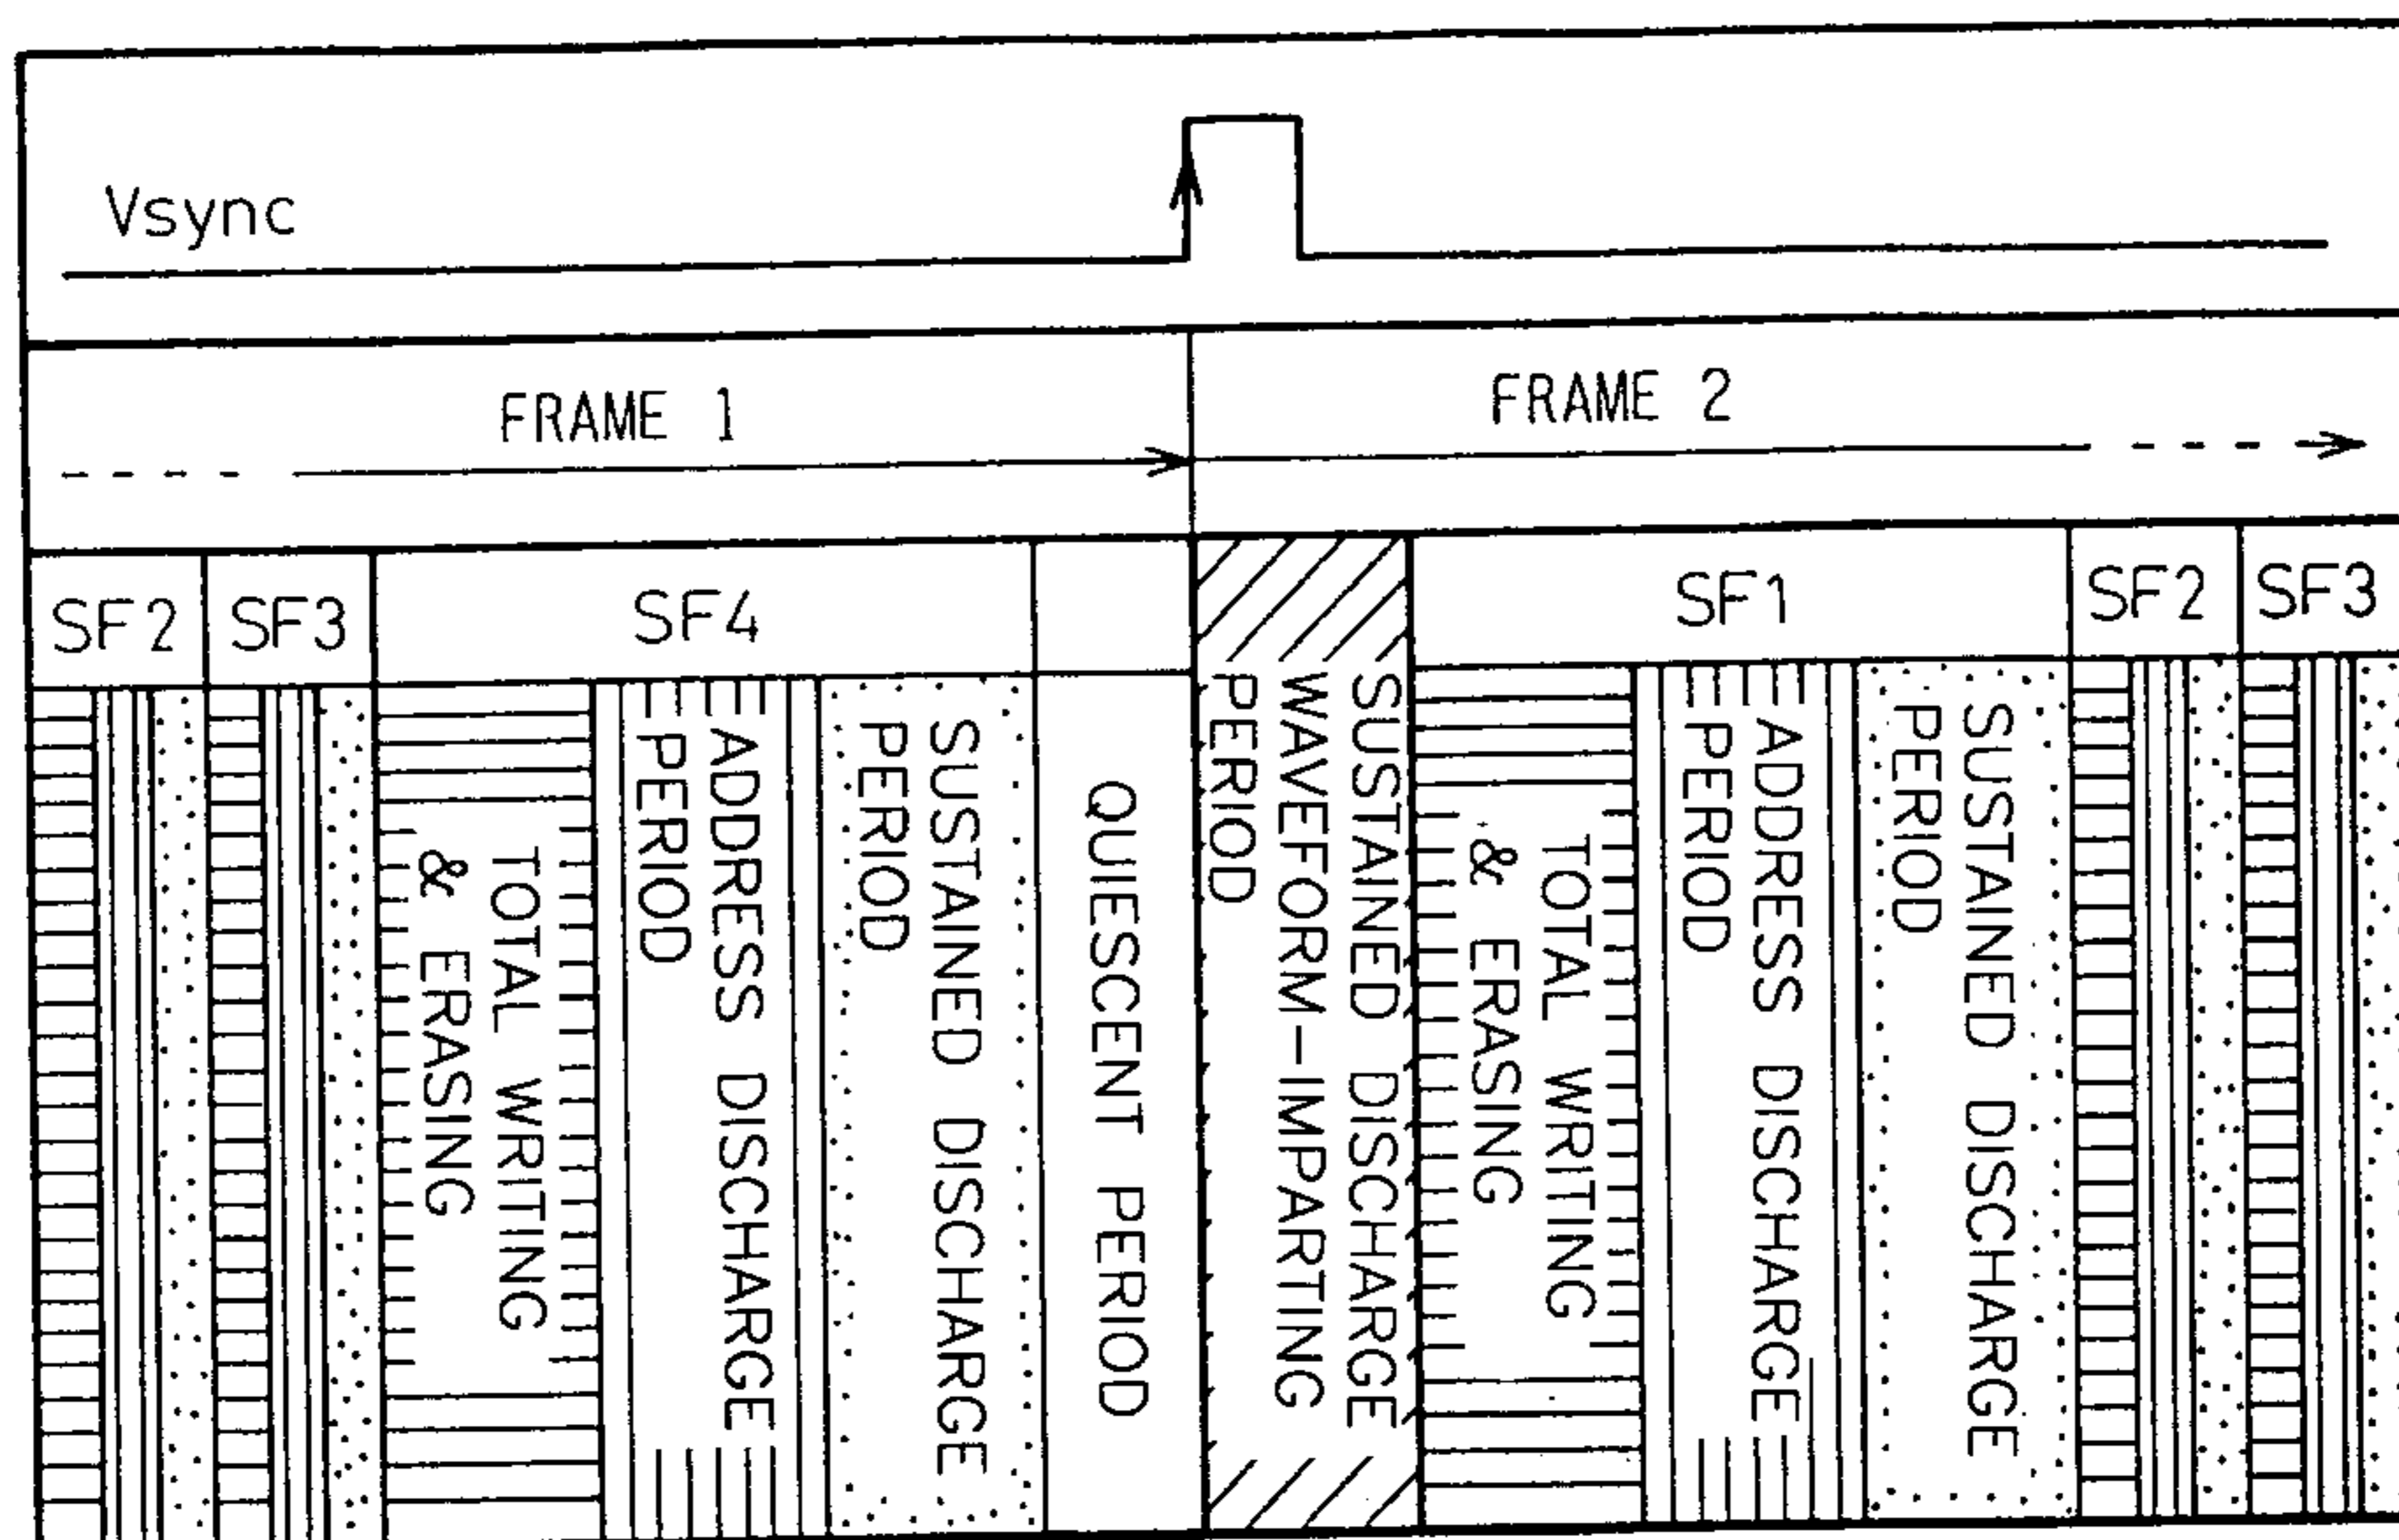 Vsync
FRAME 1
FRAME 2
SF2
SF3
SF4
SF1
SF2
SF3
TOTAL WRITING
& ERASING
ADDRESS DISCHARGE
PERIOD
SUSTAINED DISCHARGE
PERIOD
QUIESCENT PERIOD
SUSTAINED DISCHARGE
WAVEFORM-IMPARTING
PERIOD
TOTAL WRITING
& ERASING
ADDRESS DISCHARGE
PERIOD
SUSTAINED DISCHARGE
PERIOD